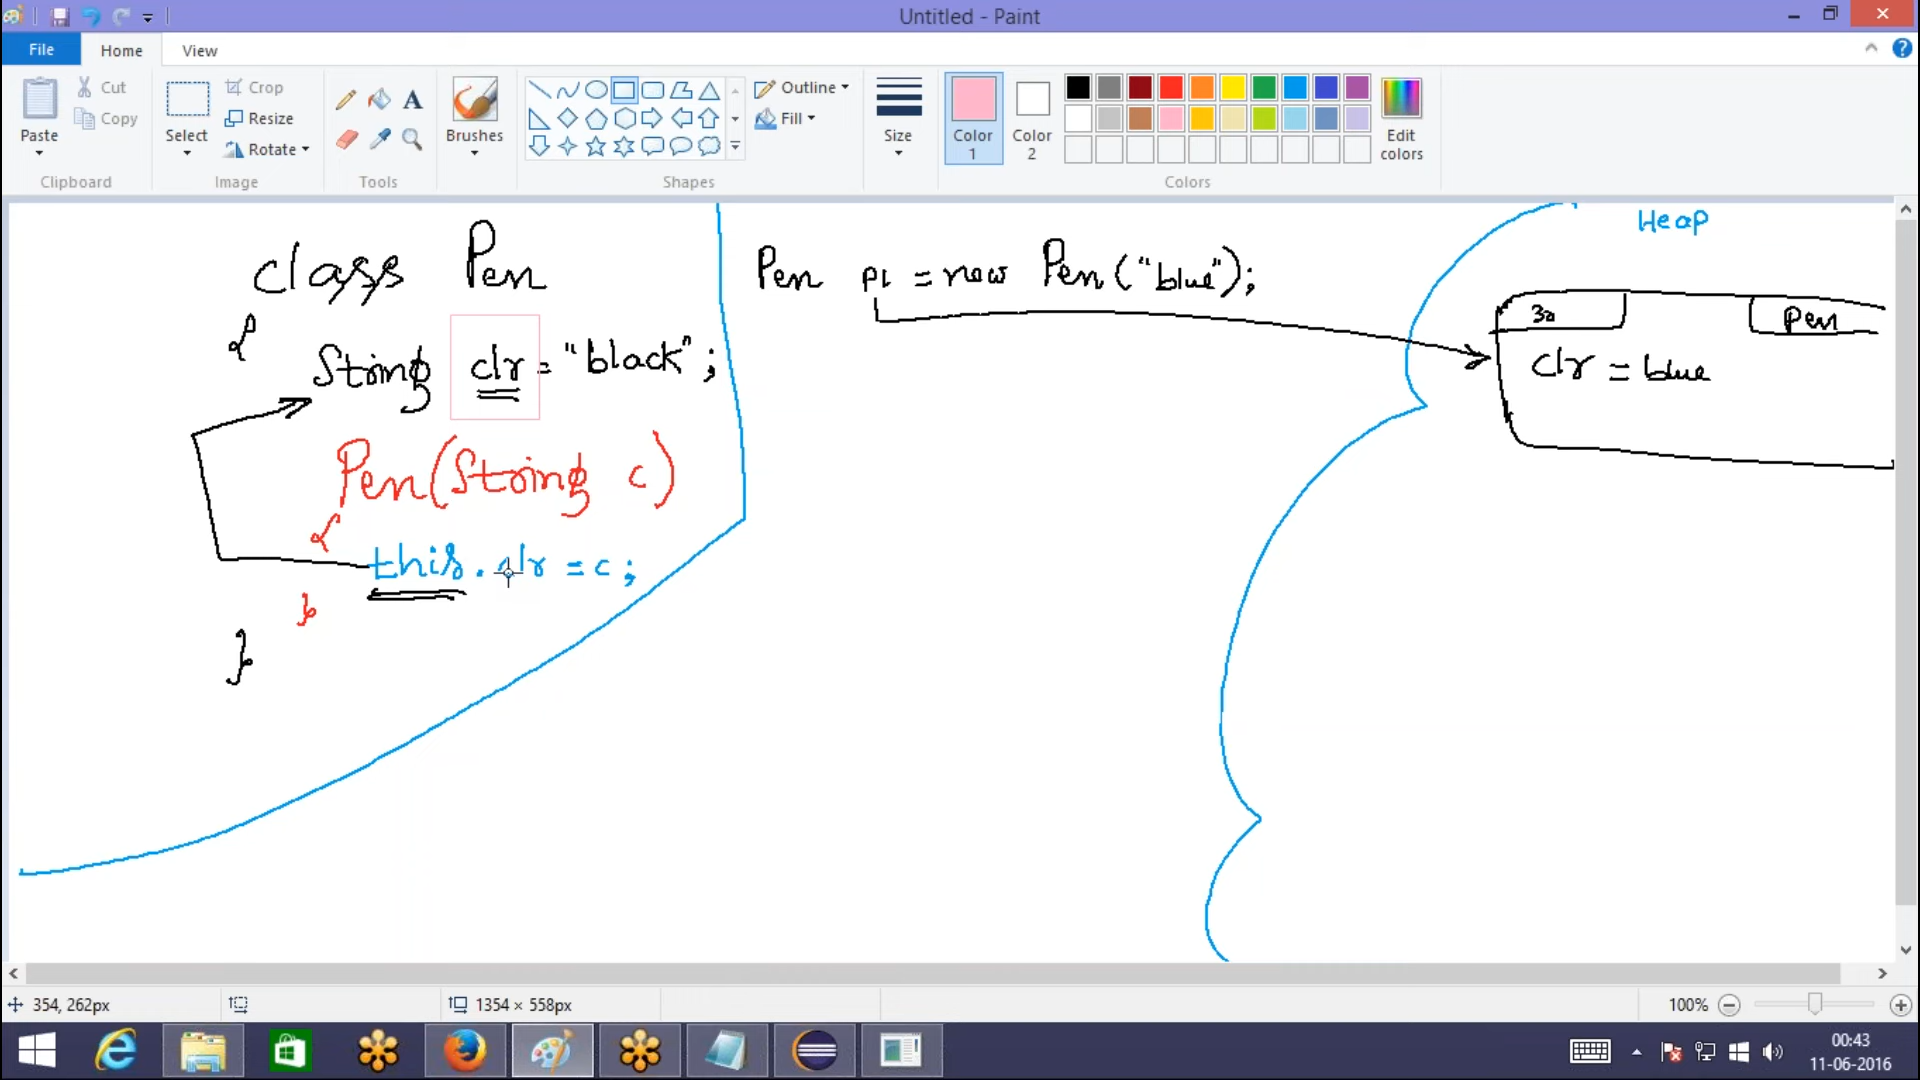 Untitled - Paint
File Home View
Paste
Cut
Copy
Clipboard
Select
Crop
Resize
Rotate
Image
Tools
Brushes
Shapes
Outline
Fill
Size
Color 1
Color 2
Edit colors
Colors
class Pen
{
String clr = "black";
Pen(String c)
{
this.clr = c;
}
}
Pen p1 = new Pen("blue");
Heap
Pen
clr = blue
354, 262px
1354 × 558px
100%
00:43
11-06-2016